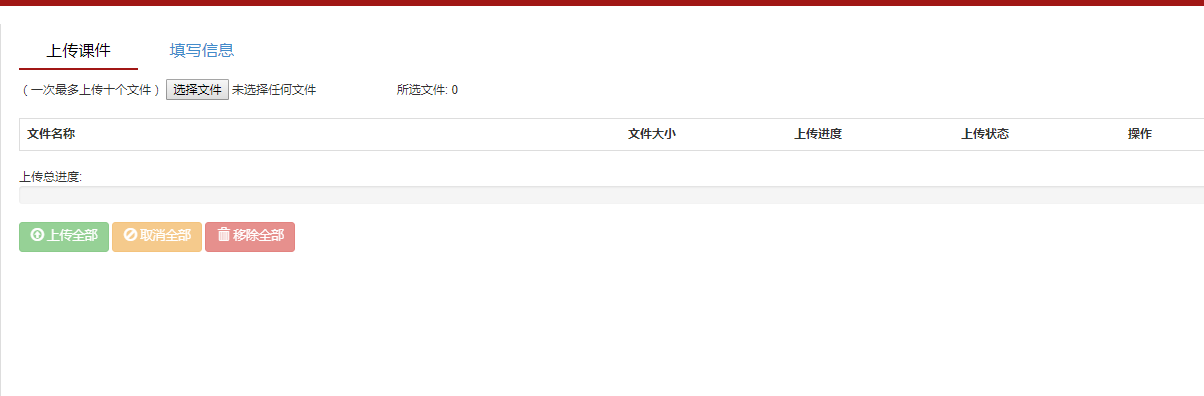 上传课件 填写信息
（一次最多上传十个文件） 选择文件 未选择任何文件 所选文件: 0
文件名称 文件大小 上传进度 上传状态 操作
上传总进度:
上传全部 取消全部 移除全部